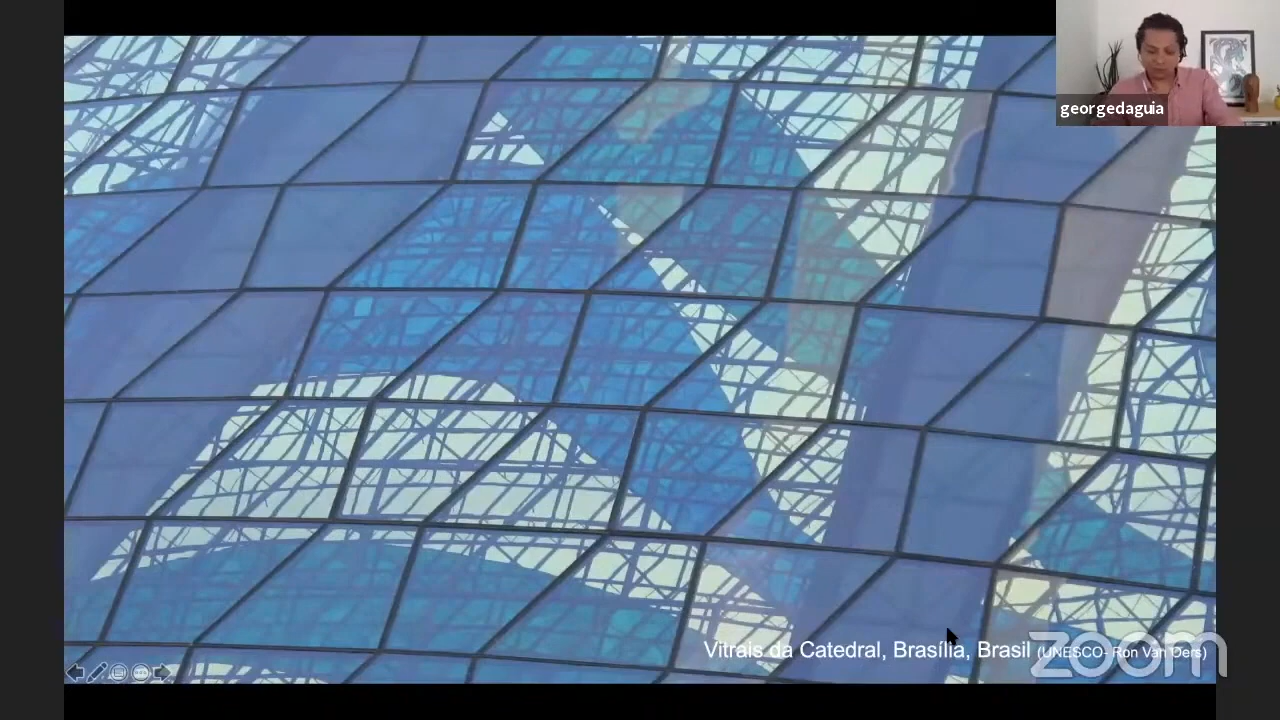 georgedaguia
Vitrais da Catedral, Brasília, Brasil (UNESCO- Ron Van Oers)
zoom